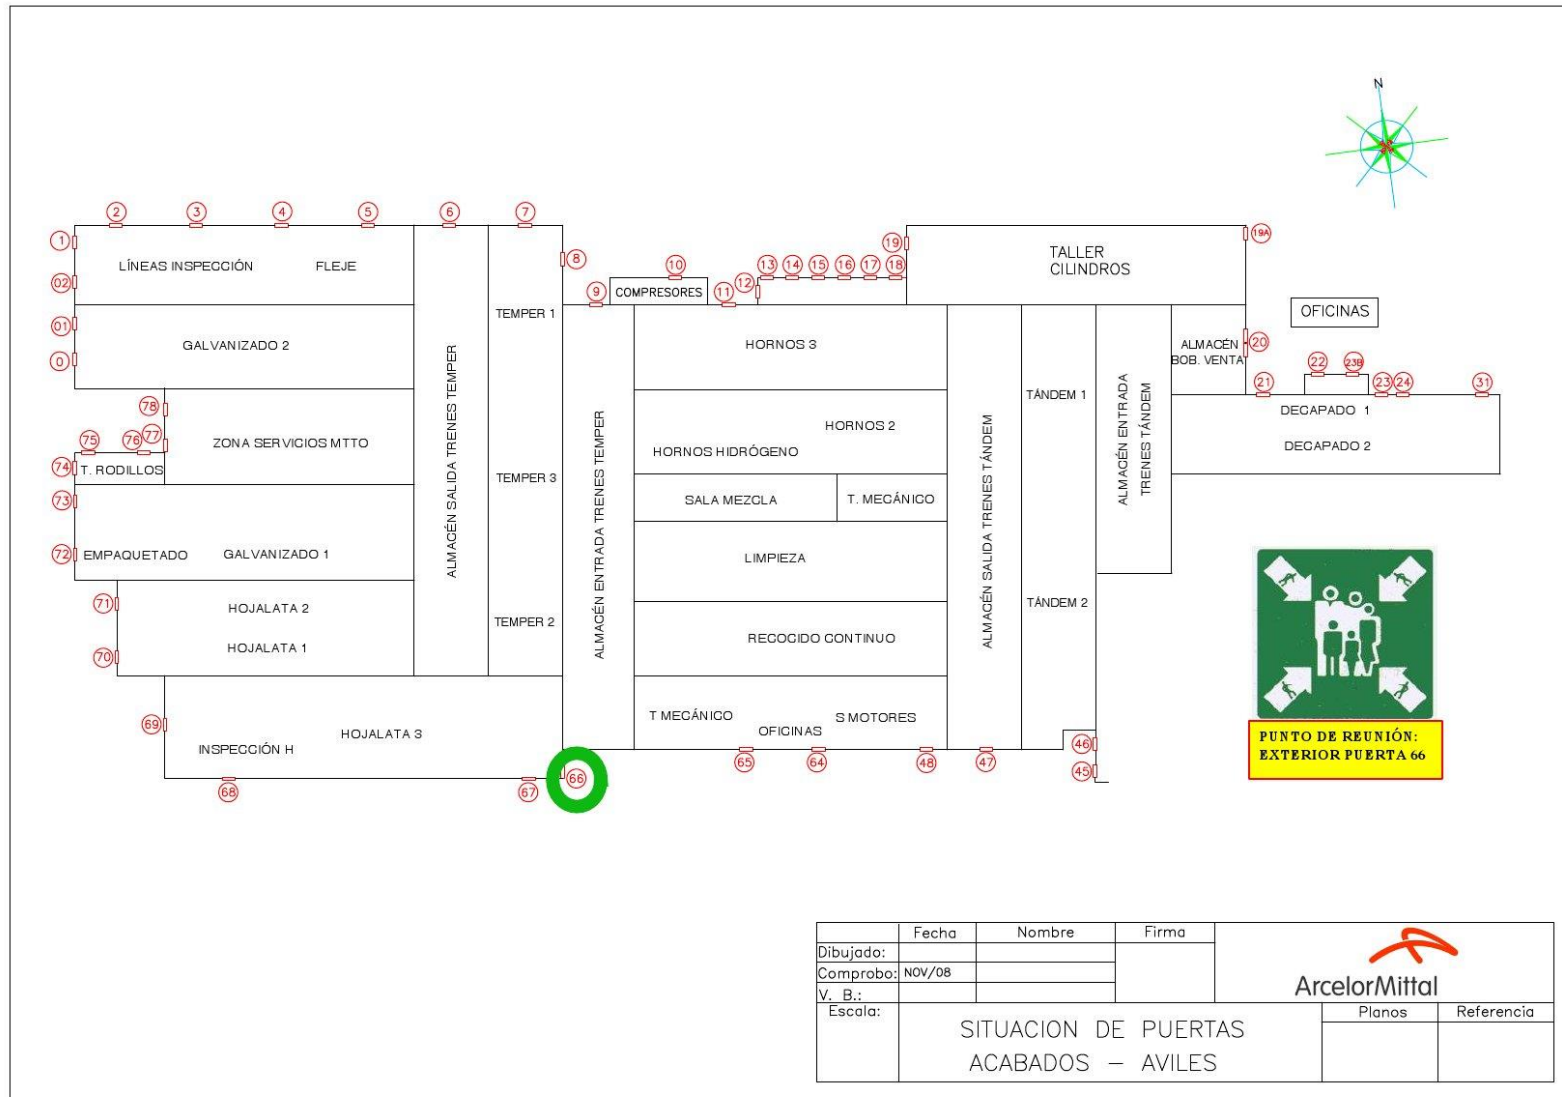 N
2
3
4
5
6
7
1
02
01
0
8
9
10
11
12
13
14
15
16
17
18
19
19A
20
21
22
23B
23
24
31
LÍNEAS INSPECCIÓN
FLEJE
COMPRESORES
TALLER
CILINDROS
OFICINAS
TEMPER 1
GALVANIZADO 2
HORNOS 3
ALMACÉN
BOB. VENTA
TÁNDEM 1
DECAPADO 1
DECAPADO 2
78
77
76
75
74
73
72
71
70
69
68
67
66
65
64
48
47
46
45
ZONA SERVICIOS MTTO
T. RODILLOS
ALMACÉN SALIDA TRENES TEMPER
TEMPER 3
ALMACÉN ENTRADA TRENES TEMPER
HORNOS 2
HORNOS HIDRÓGENO
SALA MEZCLA
T. MECÁNICO
ALMACÉN SALIDA TRENES TÁNDEM
ALMACÉN ENTRADA
TRENES TÁNDEM
EMPAQUETADO
GALVANIZADO 1
LIMPIEZA
HOJALATA 2
HOJALATA 1
TEMPER 2
TÁNDEM 2
RECOCIDO CONTINUO
T MECÁNICO
OFICINAS
S MOTORES
HOJALATA 3
INSPECCIÓN H
PUNTO DE REUNIÓN:
EXTERIOR PUERTA 66
Fecha
Nombre
Firma
Dibujado:
Comprobo:
NOV/08
V. B.:
Escala:
ArcelorMittal
SITUACION DE PUERTAS
ACABADOS – AVILES
Planos
Referencia